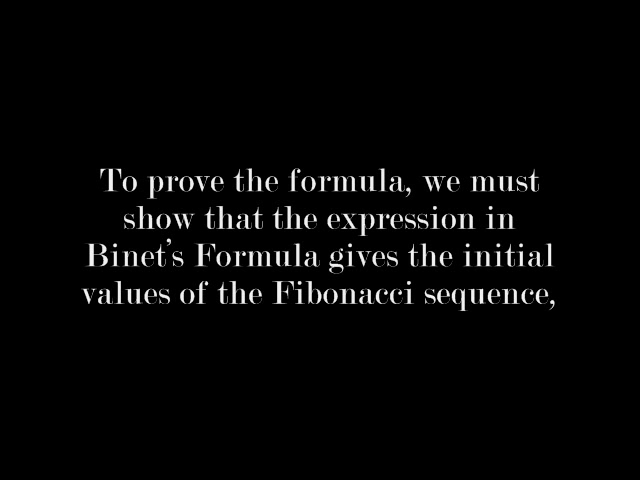 To prove the formula, we must
show that the expression in
Binet's Formula gives the initial
values of the Fibonacci sequence,